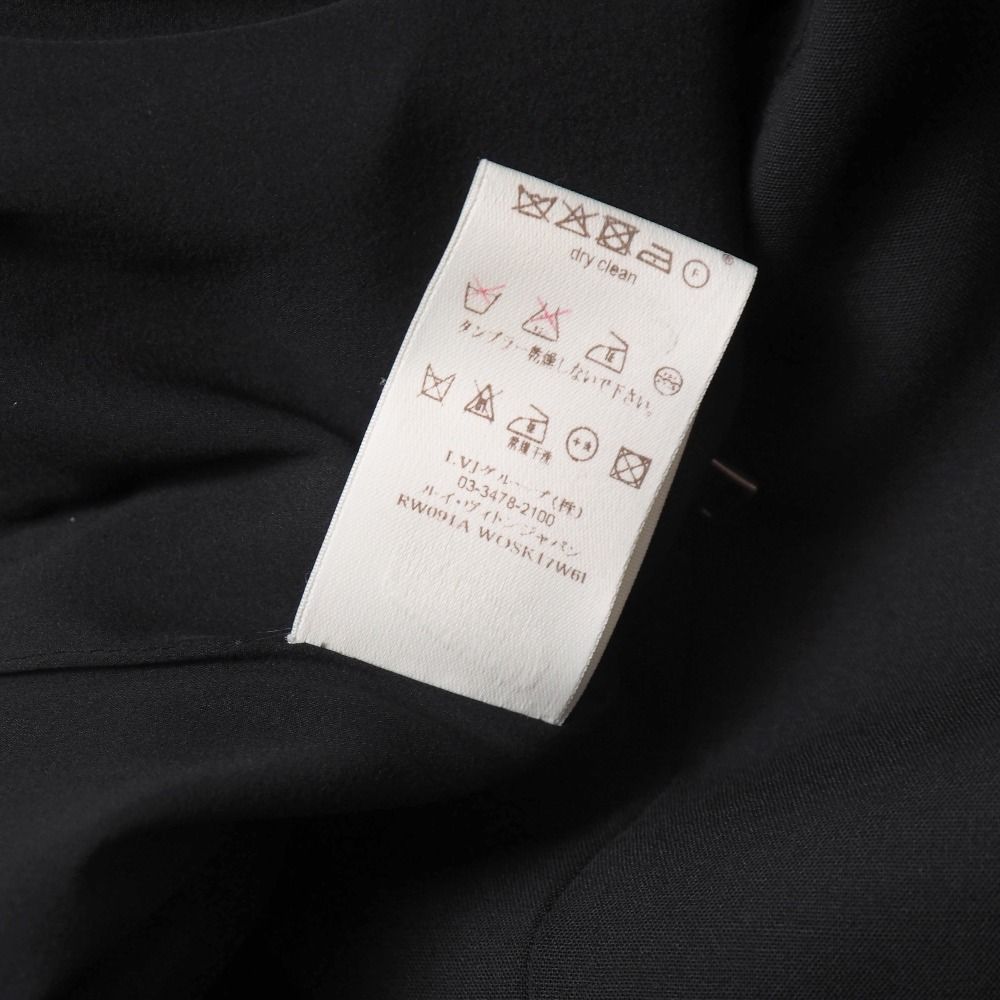 F
dry clean
タンブラー乾燥しないで下さい。
LVJグループ(株)
03-3478-2100
ルイ・ヴィトンジャパン
RW091A WOSK17W61